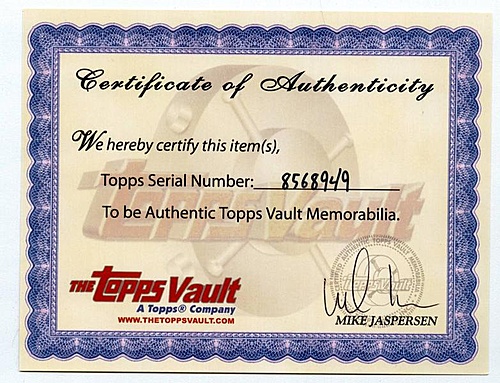 Certificate of Authenticity
We hereby certify this item(s),
Topps Serial Number: 8568949
To be Authentic Topps Vault Memorabilia.
THE Topps Vault
A Topps® Company
WWW.THETOPPSVAULT.COM
MIKE JASPERSEN